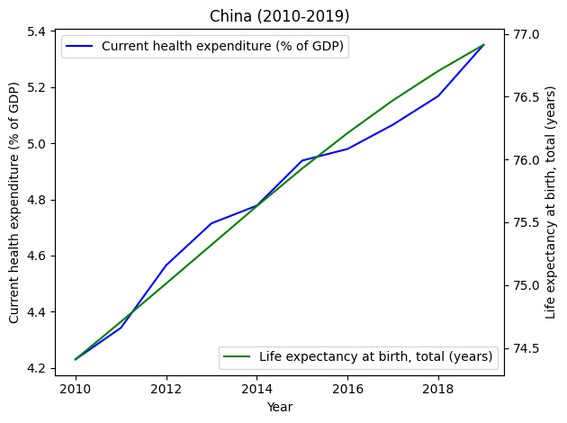 China (2010-2019)
Current health expenditure (% of GDP)
Life expectancy at birth, total (years)
Current health expenditure (% of GDP)
5.4
5.2
5.0
4.8
4.6
4.4
4.2
77.0
76.5
76.0
75.5
75.0
74.5
Life expectancy at birth, total (years)
2010 2012 2014 2016 2018
Year